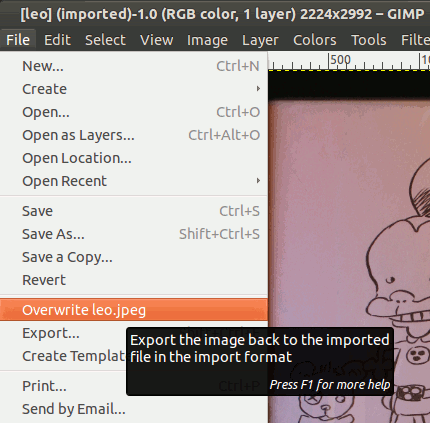 [leo] (imported)-1.0 (RGB color, 1 layer) 2224x2992 – GIMP
File Edit Select View Image Layer Colors Tools Filte
New... Ctrl+N
Create
Open... Ctrl+O
Open as Layers... Ctrl+Alt+O
Open Location...
Open Recent
Save Ctrl+S
Save As... Shift+Ctrl+S
Save a Copy...
Revert
Overwrite leo.jpeg
Export...
Create Templat
Print... Ctrl+P
Send by Email...
500
10
Export the image back to the imported
file in the import format
Press F1 for more help